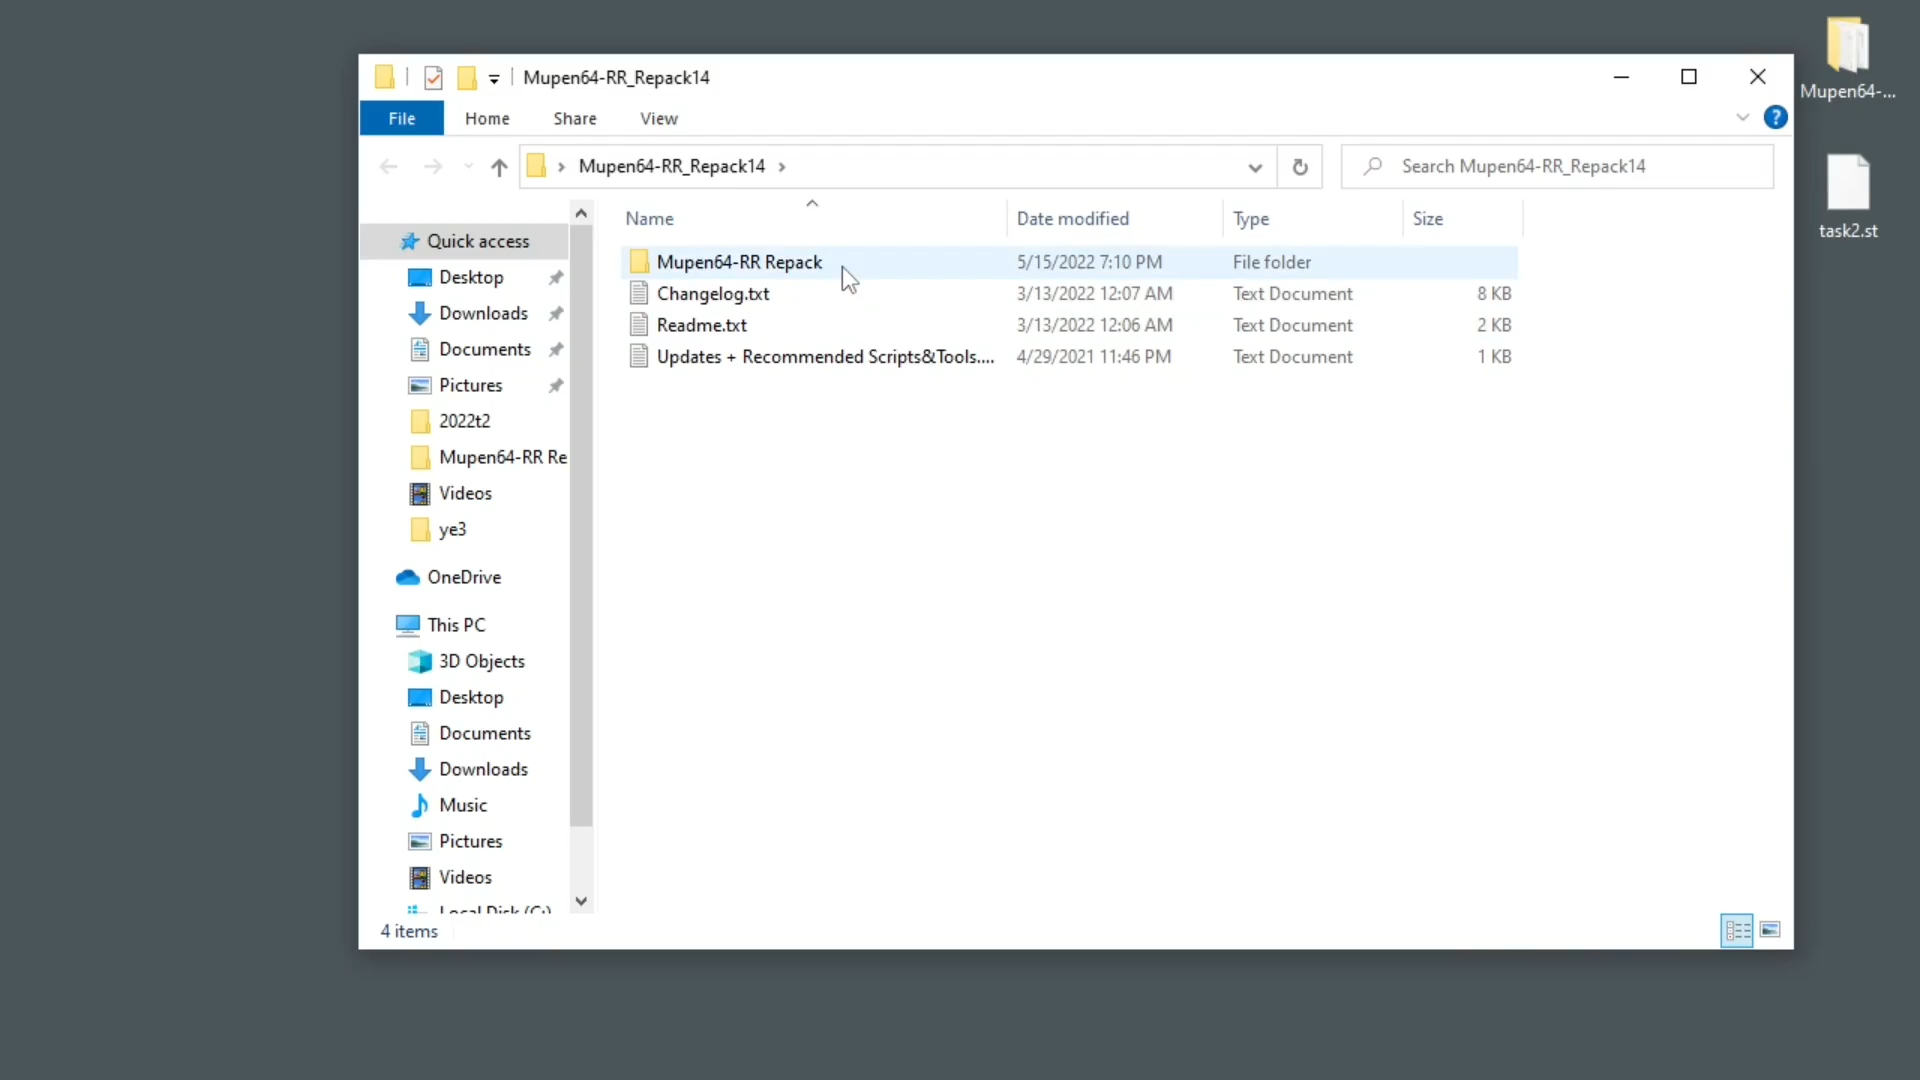 Mupen64-RR_Repack14
File Home Share View
Mupen64-RR_Repack14
Search Mupen64-RR_Repack14
Name Date modified Type Size
Mupen64-RR Repack 5/15/2022 7:10 PM File folder
Changelog.txt 3/13/2022 12:07 AM Text Document 8 KB
Readme.txt 3/13/2022 12:06 AM Text Document 2 KB
Updates + Recommended Scripts&Tools.... 4/29/2021 11:46 PM Text Document 1 KB
Quick access
Desktop
Downloads
Documents
Pictures
2022t2
Mupen64-RR Re
Videos
ye3
OneDrive
This PC
3D Objects
Desktop
Documents
Downloads
Music
Pictures
Videos
Local Disk (C:)
4 items
Mupen64-...
task2.st